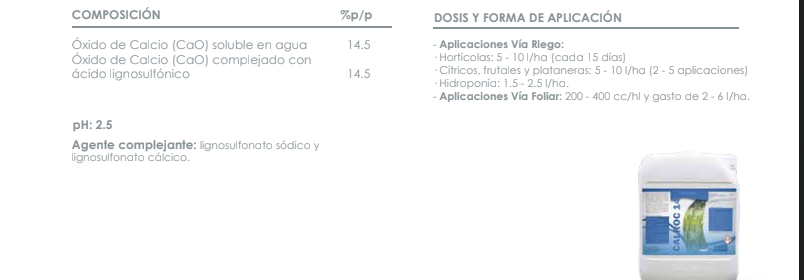 COMPOSICIÓN %p/p
Óxido de Calcio (CaO) soluble en agua 14.5
Óxido de Calcio (CaO) complejado con
ácido lignosulfónico 14.5
pH: 2.5
Agente complejante: lignosulfonato sódico y
lignosulfonato cálcico.
DOSIS Y FORMA DE APLICACIÓN
- Aplicaciones Vía Riego:
· Hortícolas: 5 - 10 l/ha (cada 15 días)
· Cítricos, frutales y plataneras: 5 - 10 l/ha (2 - 5 aplicaciones)
· Hidroponía: 1.5 - 2.5 l/ha.
- Aplicaciones Vía Foliar: 200 - 400 cc/hl y gasto de 2 - 6 l/ha.